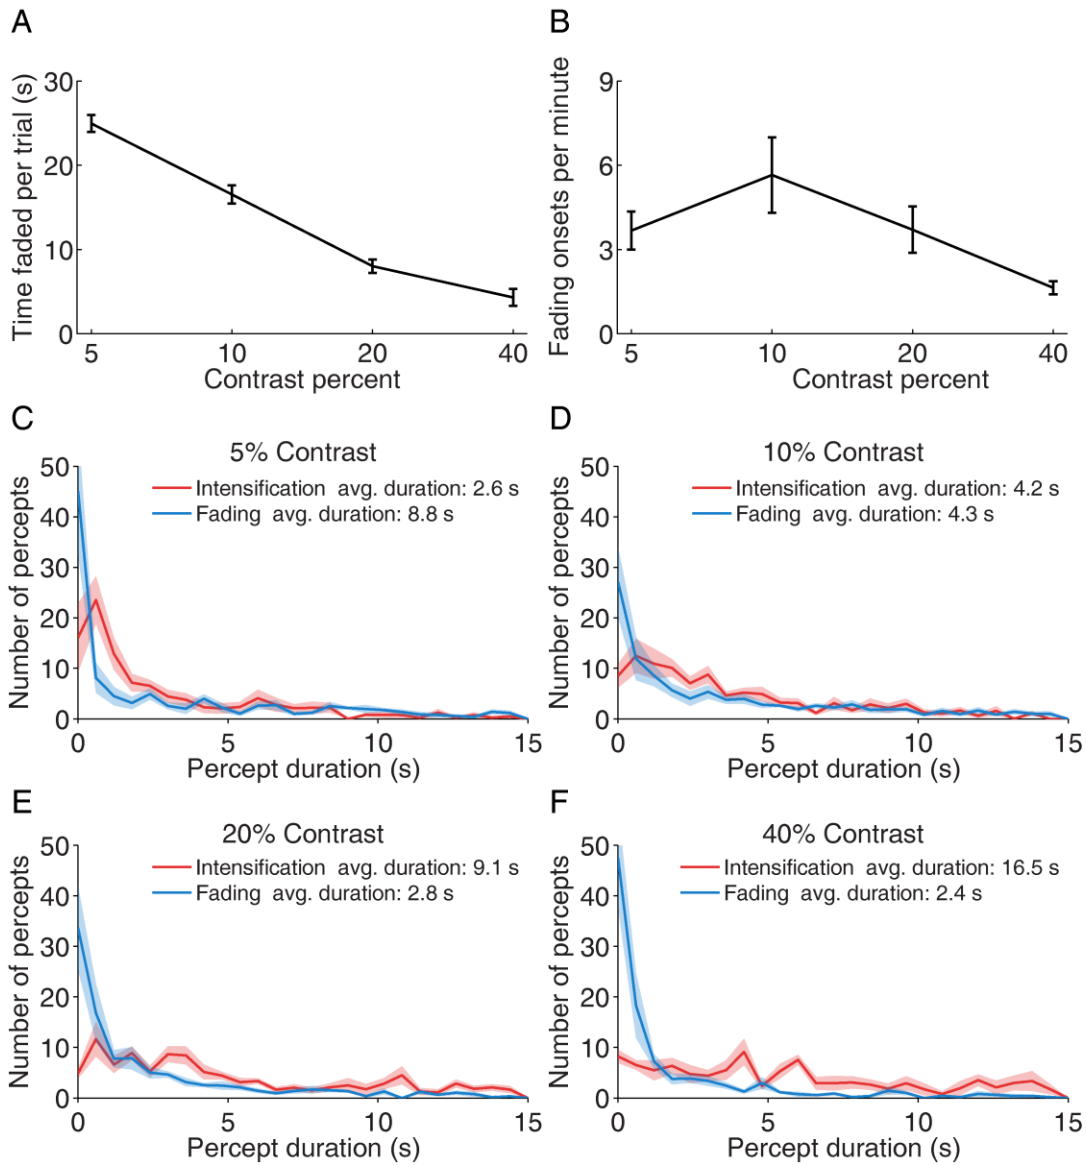 A
Time faded per trial (s)
30
20
10
0
5 10 20 40
Contrast percent
B
Fading onsets per minute
9
6
3
0
5 10 20 40
Contrast percent
C
5% Contrast
Number of percepts
50
40
30
20
10
0
Intensification avg. duration: 2.6 s
Fading avg. duration: 8.8 s
0 5 10 15
Percept duration (s)
D
10% Contrast
Number of percepts
50
40
30
20
10
0
Intensification avg. duration: 4.2 s
Fading avg. duration: 4.3 s
0 5 10 15
Percept duration (s)
E
20% Contrast
Number of percepts
50
40
30
20
10
0
Intensification avg. duration: 9.1 s
Fading avg. duration: 2.8 s
0 5 10 15
Percept duration (s)
F
40% Contrast
Number of percepts
50
40
30
20
10
0
Intensification avg. duration: 16.5 s
Fading avg. duration: 2.4 s
0 5 10 15
Percept duration (s)